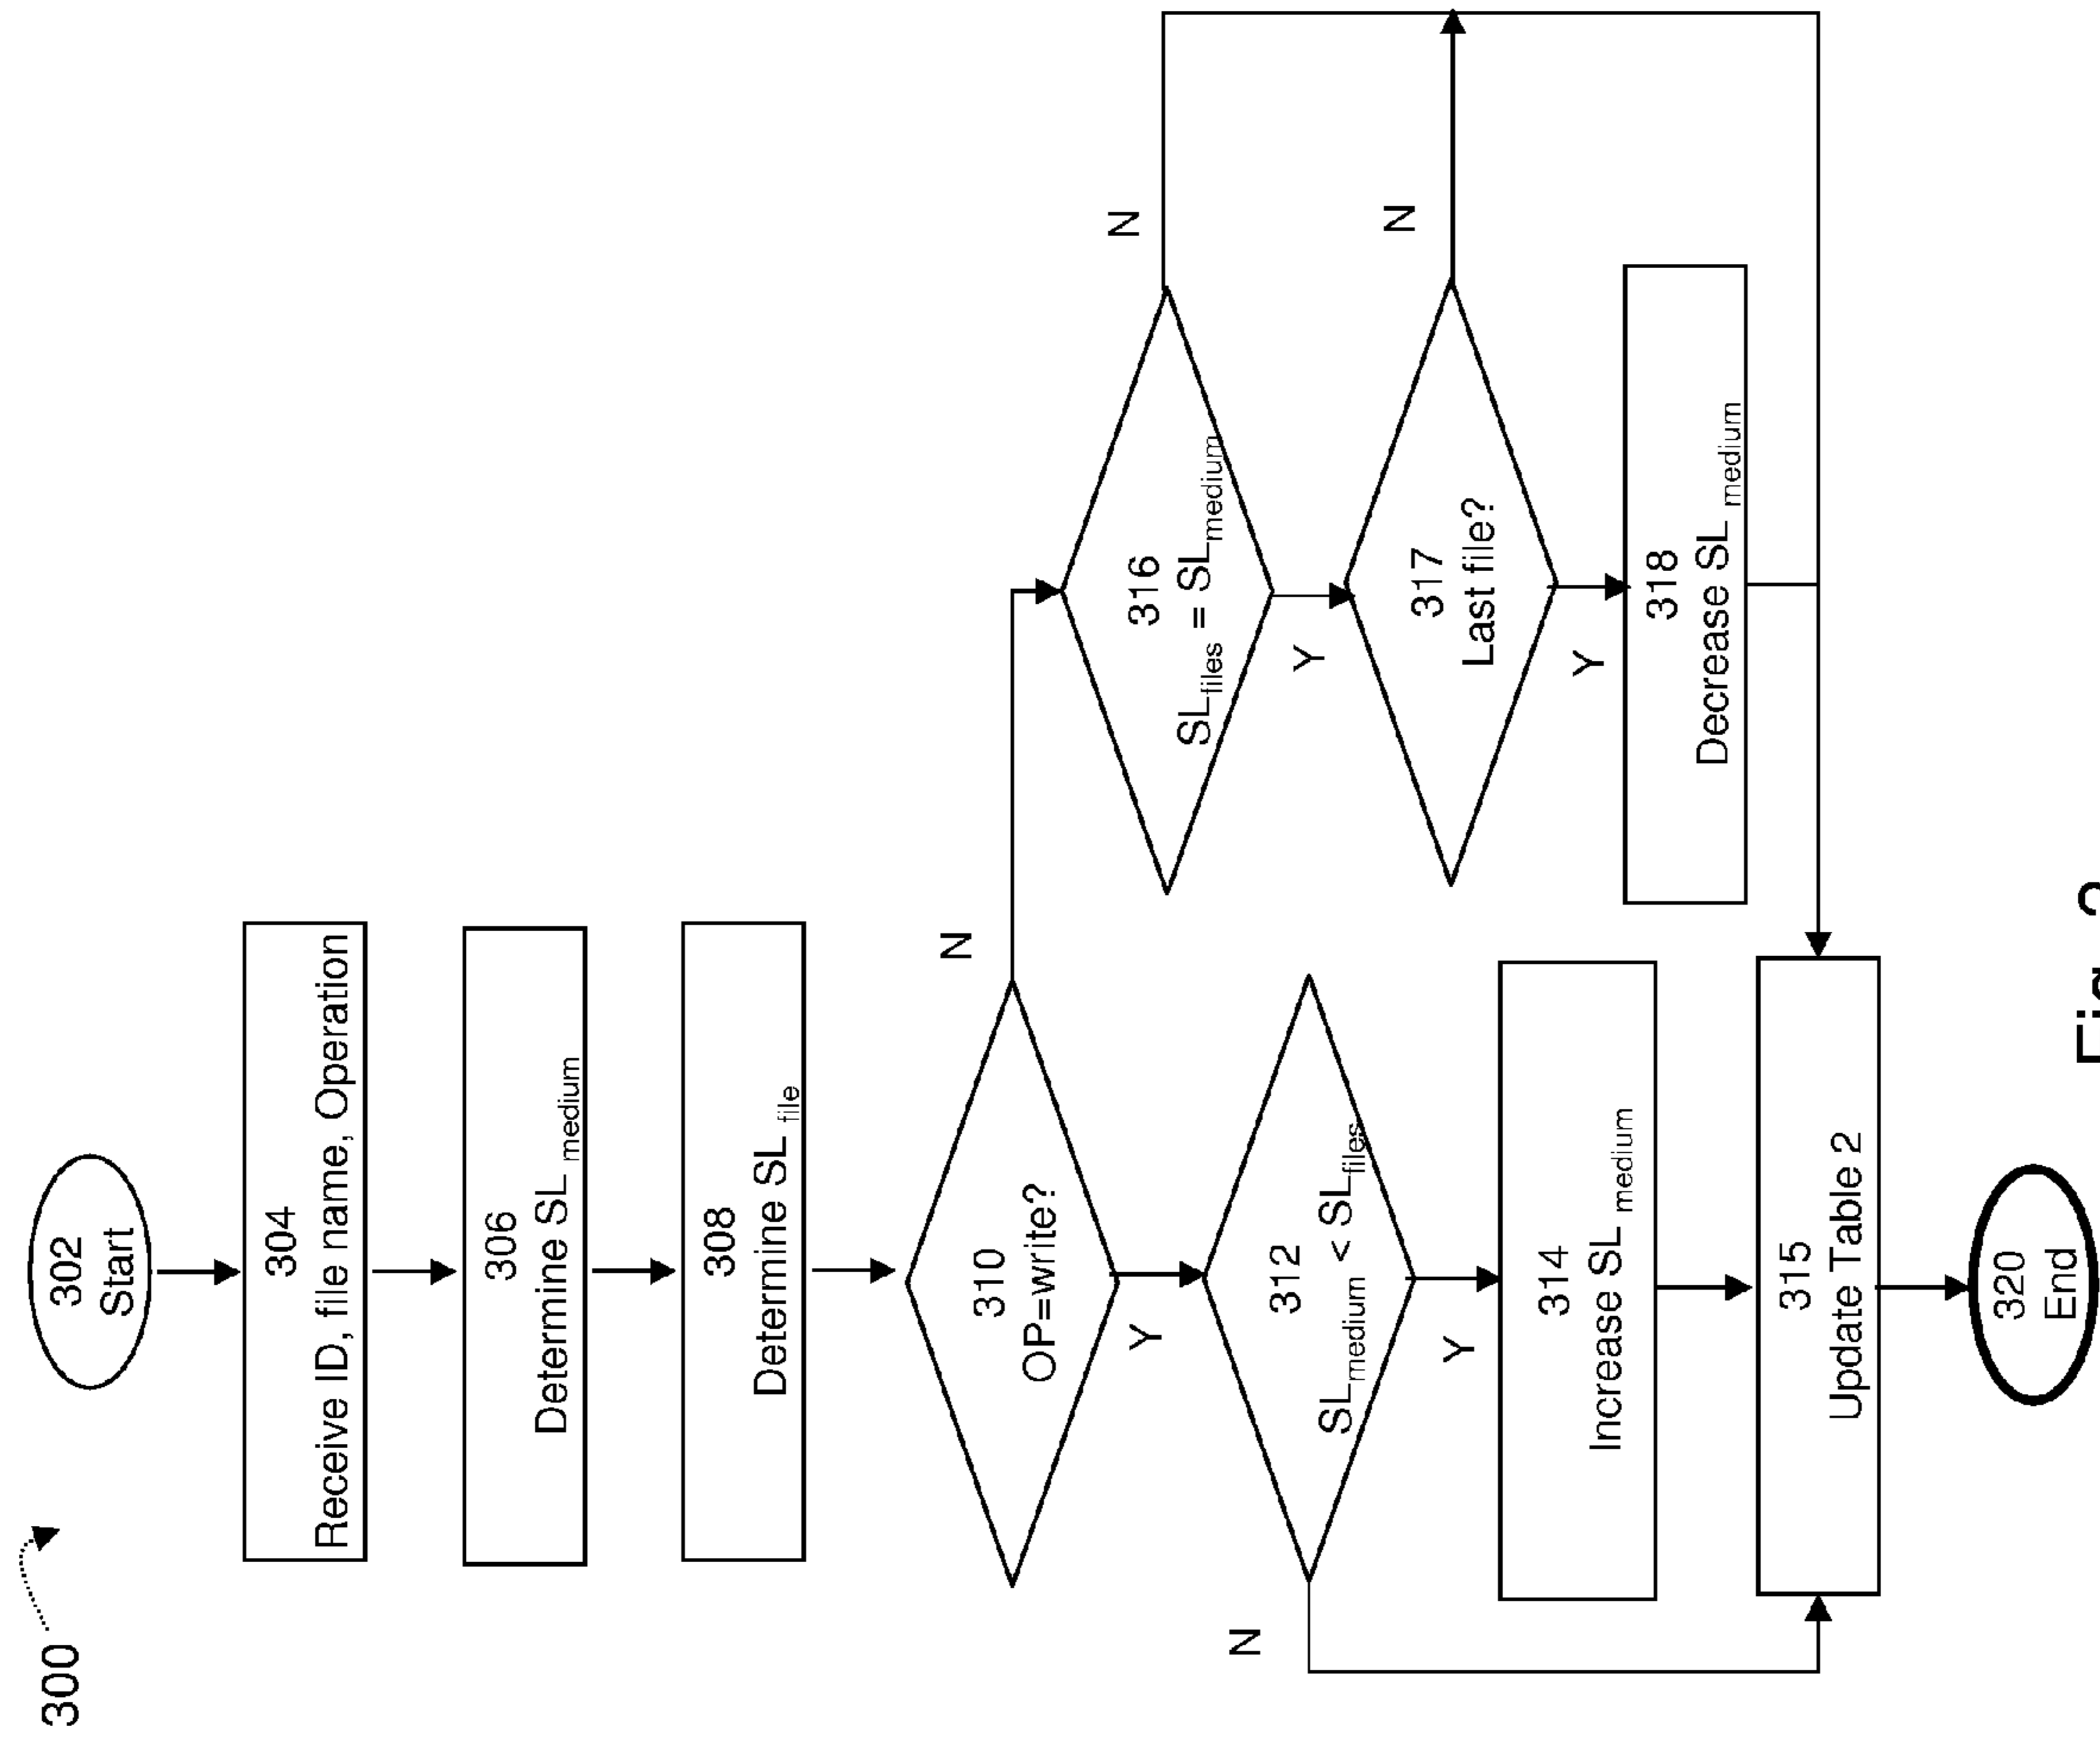 300
302
Start
304
Receive ID, file name, Operation
306
Determine SL medium
308
Determine SL file
310
OP=write?
N
Y
312
SLmedium < SLfiles
N
Y
314
Increase SL medium
315
Update Table 2
320
End
316
SLfiles = SLmedium
N
Y
317
Last file?
N
Y
318
Decrease SL medium